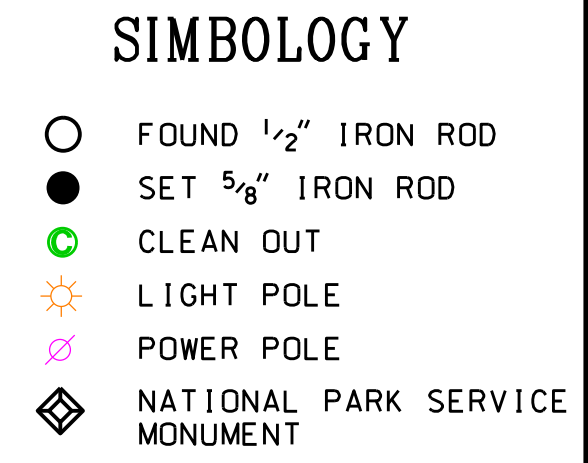 SIMBOLOGY
FOUND 1/2" IRON ROD
SET 5/8" IRON ROD
C CLEAN OUT
LIGHT POLE
POWER POLE
NATIONAL PARK SERVICE
MONUMENT